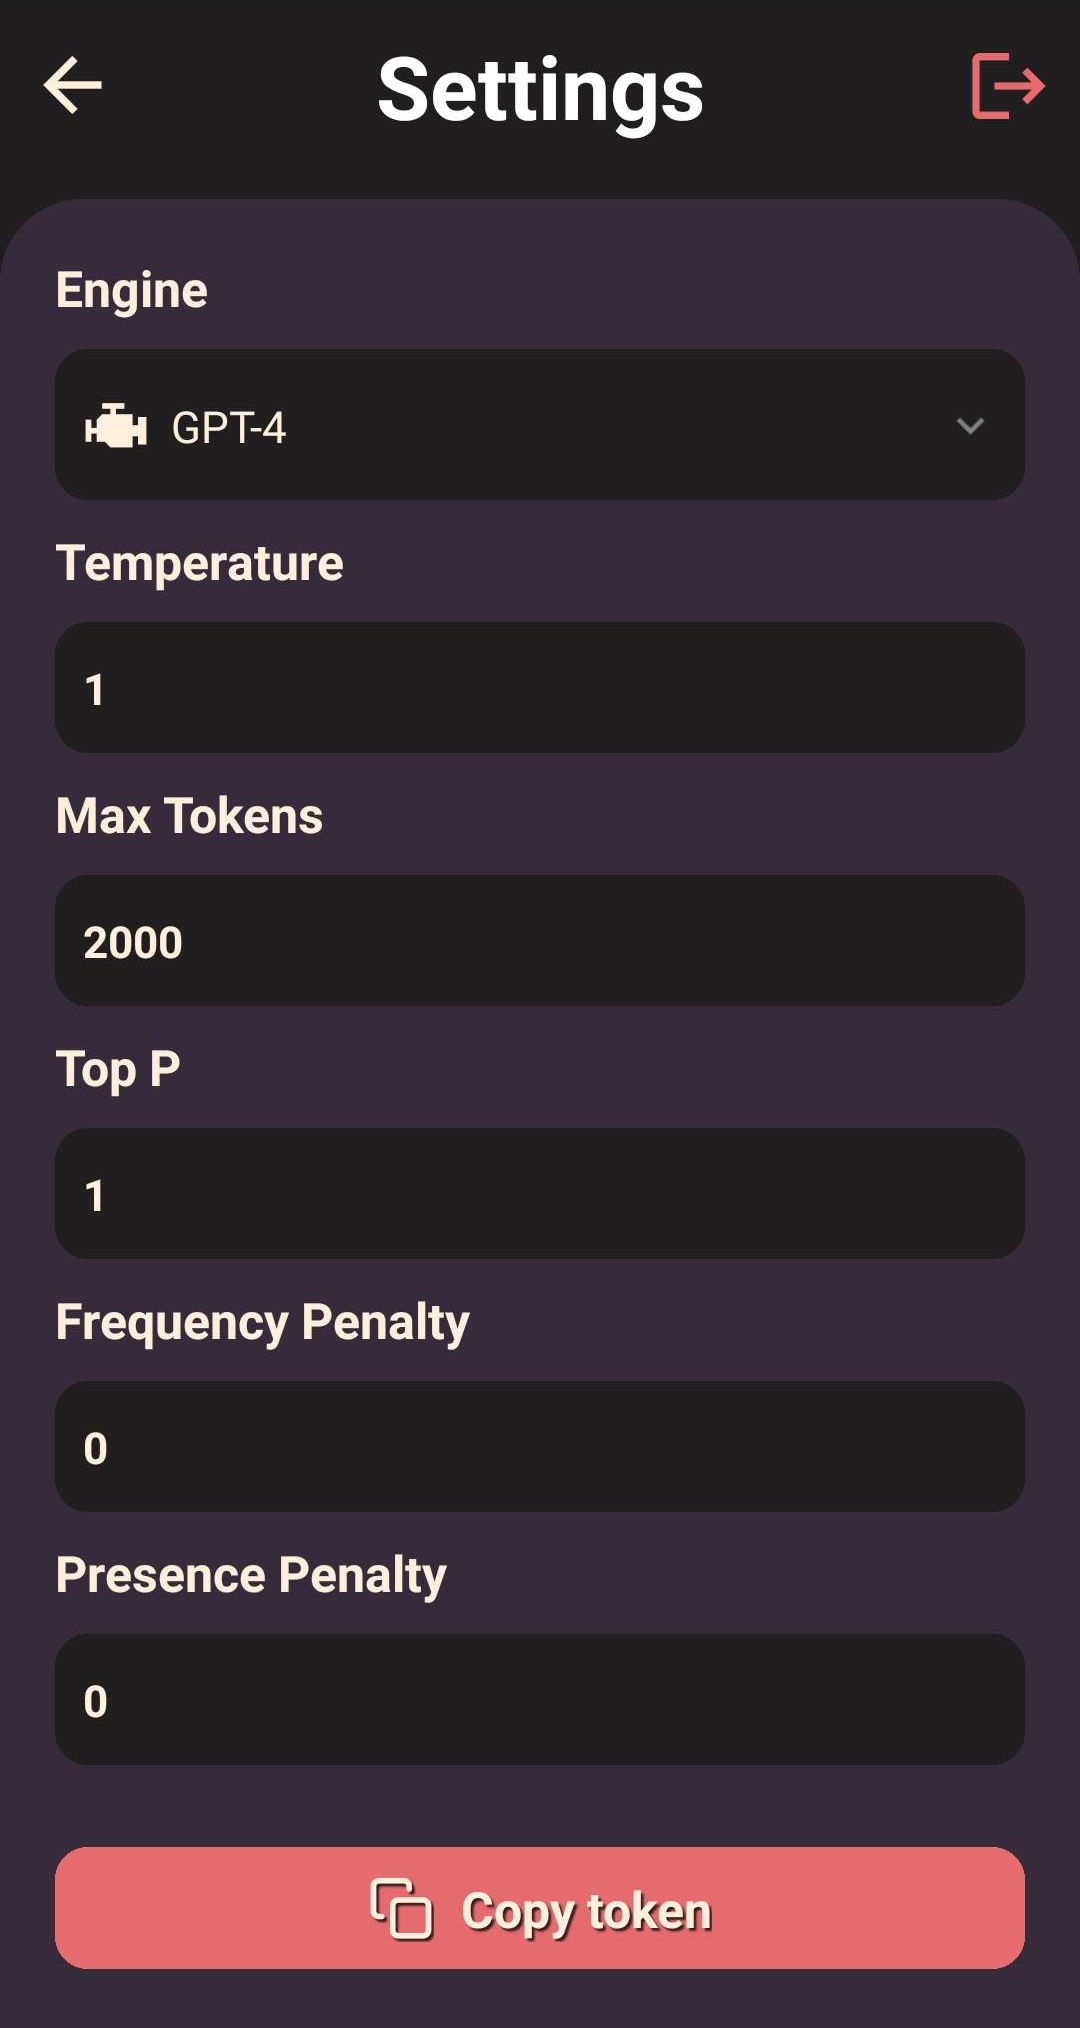 Settings
Engine
GPT-4
Temperature
1
Max Tokens
2000
Top P
1
Frequency Penalty
0
Presence Penalty
0
Copy token